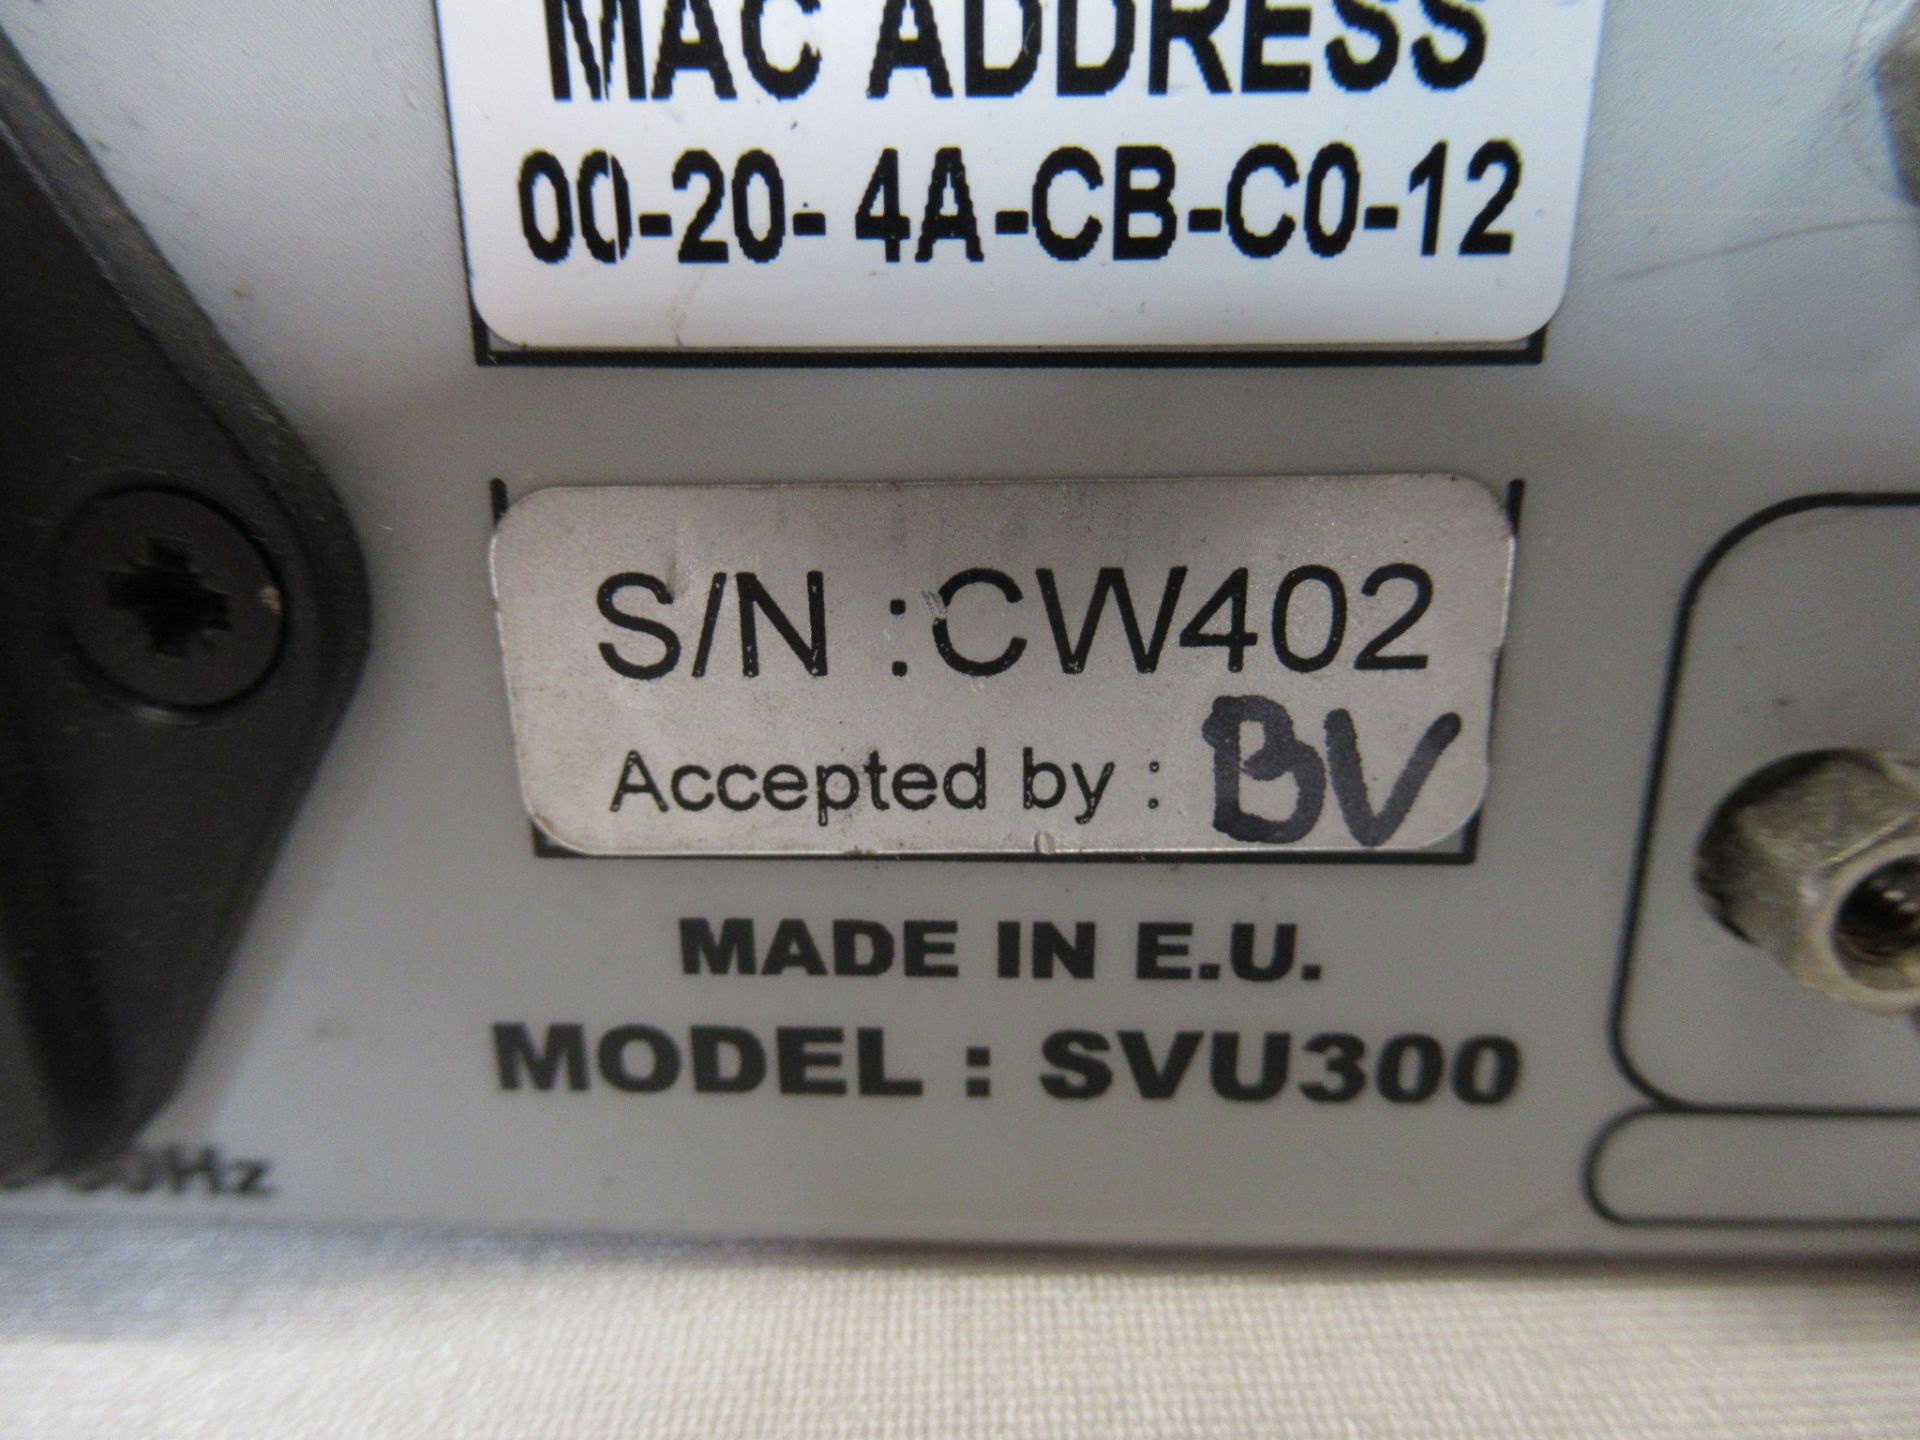 MAC ADDRESS
00-20- 4A-CB-C0-12
S/N :CW402
Accepted by : BV
MADE IN E.U.
MODEL : SVU300